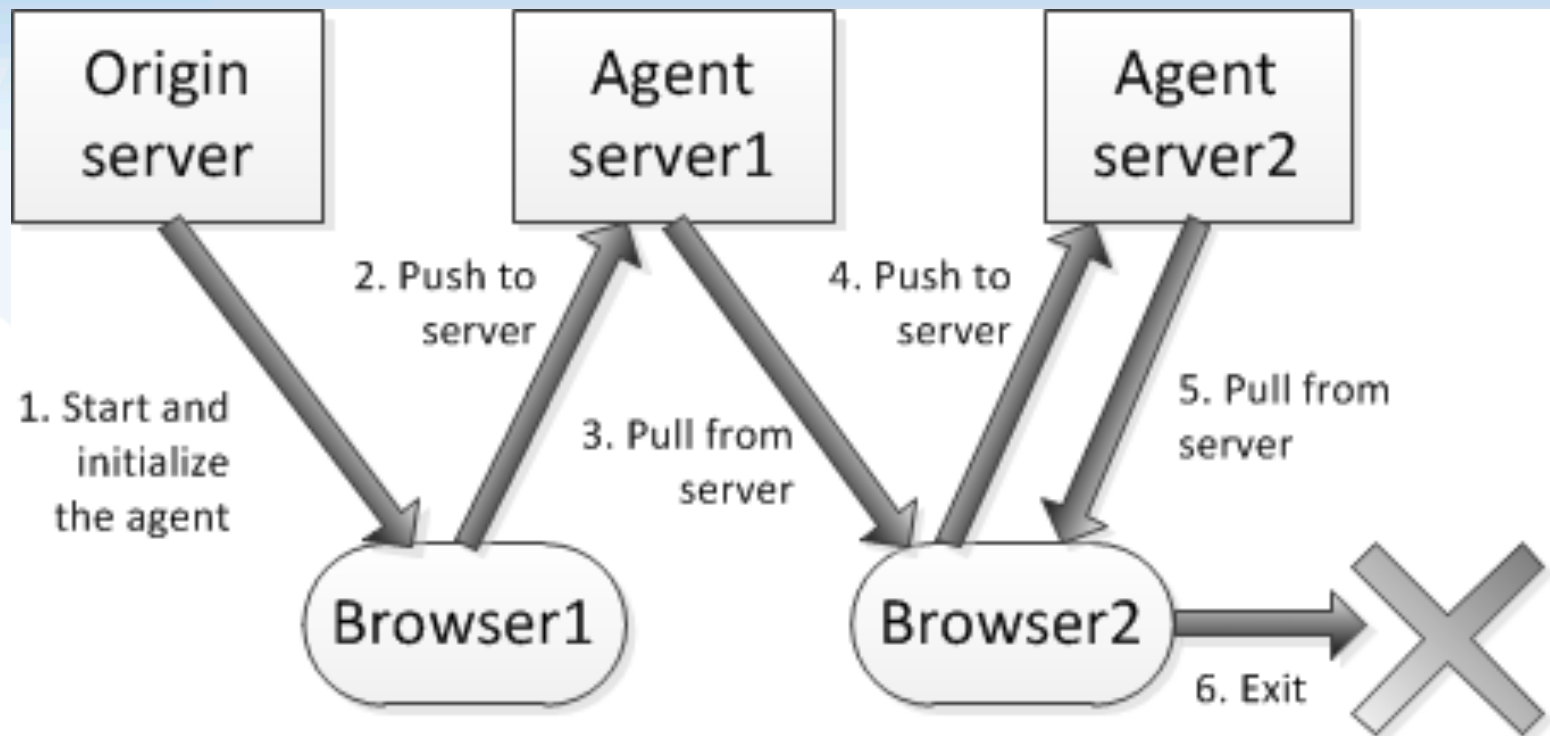 Origin
server
Agent
server1
Agent
server2
2. Push to
server
4. Push to
server
1. Start and
initialize
the agent
3. Pull from
server
5. Pull from
server
Browser1
Browser2
6. Exit